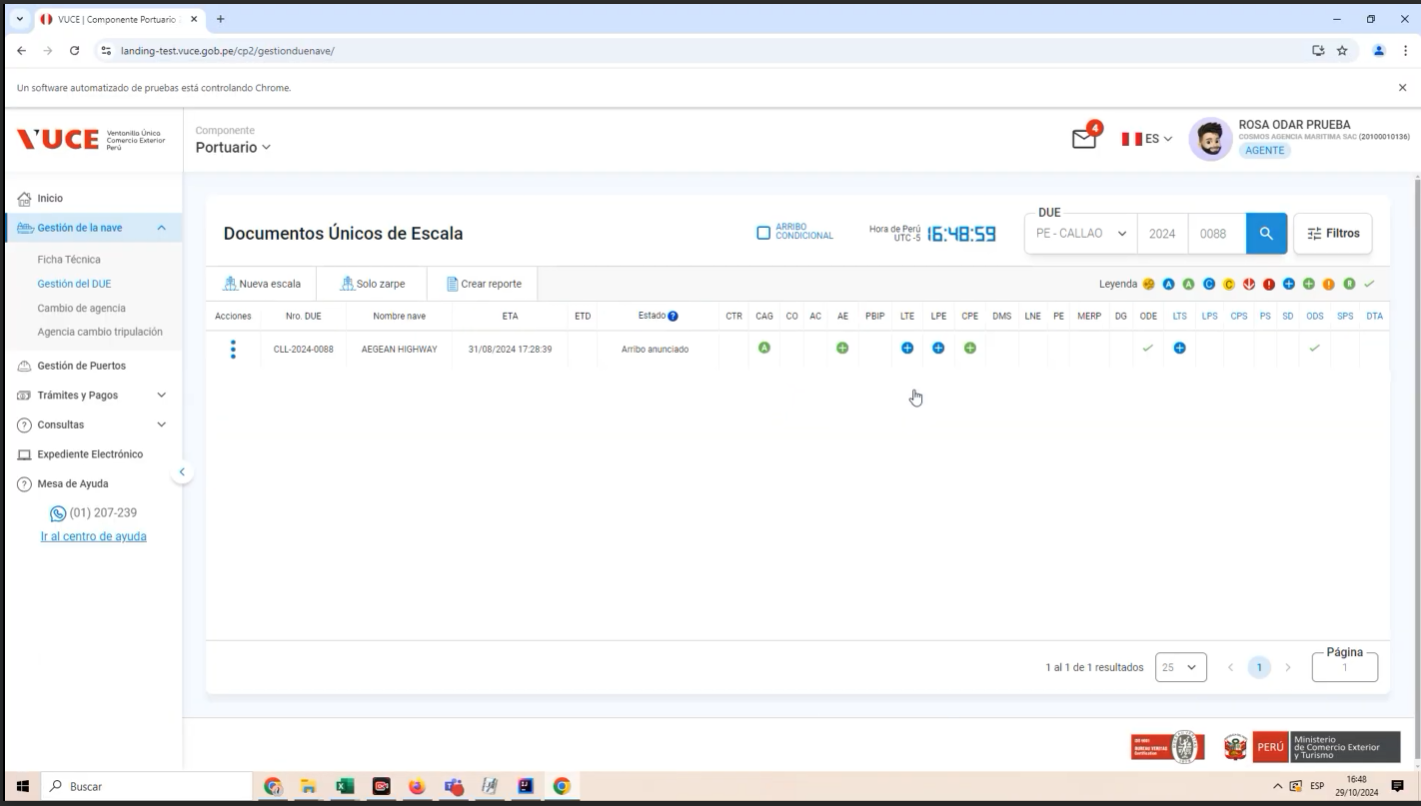 VUCE | Componente Portuario
landing-test.vuce.gob.pe/cp2/gestionduenave/
Un software automatizado de pruebas está controlando Chrome.
VUCE
Ventanilla Única
Comercio Exterior
Perú
Componente
Portuario
4
ES
ROSA ODAR PRUEBA
COSMOS AGENCIA MARITIMA SAC (20100010136)
AGENTE
Inicio
Gestión de la nave
Ficha Técnica
Gestión del DUE
Cambio de agencia
Agencia cambio tripulación
Gestión de Puertos
Trámites y Pagos
Consultas
Expediente Electrónico
Mesa de Ayuda
(01) 207-239
Ir al centro de ayuda
Documentos Únicos de Escala
ARRIBO
CONDICIONAL
Hora de Perú
UTC -5
16:48:59
DUE
PE - CALLAO
2024
0088
Filtros
Nueva escala
Solo zarpe
Crear reporte
Leyenda
Acciones Nro. DUE Nombre nave ETA ETD Estado CTR CAG CO AC AE PBIP LTE LPE CPE DMS LNE PE MERP DG ODE LTS LPS CPS PS SD ODS SPS DTA
CLL-2024-0088 AEGEAN HIGHWAY 31/08/2024 17:28:39 Arribo anunciado A
1 al 1 de 1 resultados
25
1
Página
1
PERÚ
Ministerio
de Comercio Exterior
y Turismo
Buscar
ESP
16:48
29/10/2024